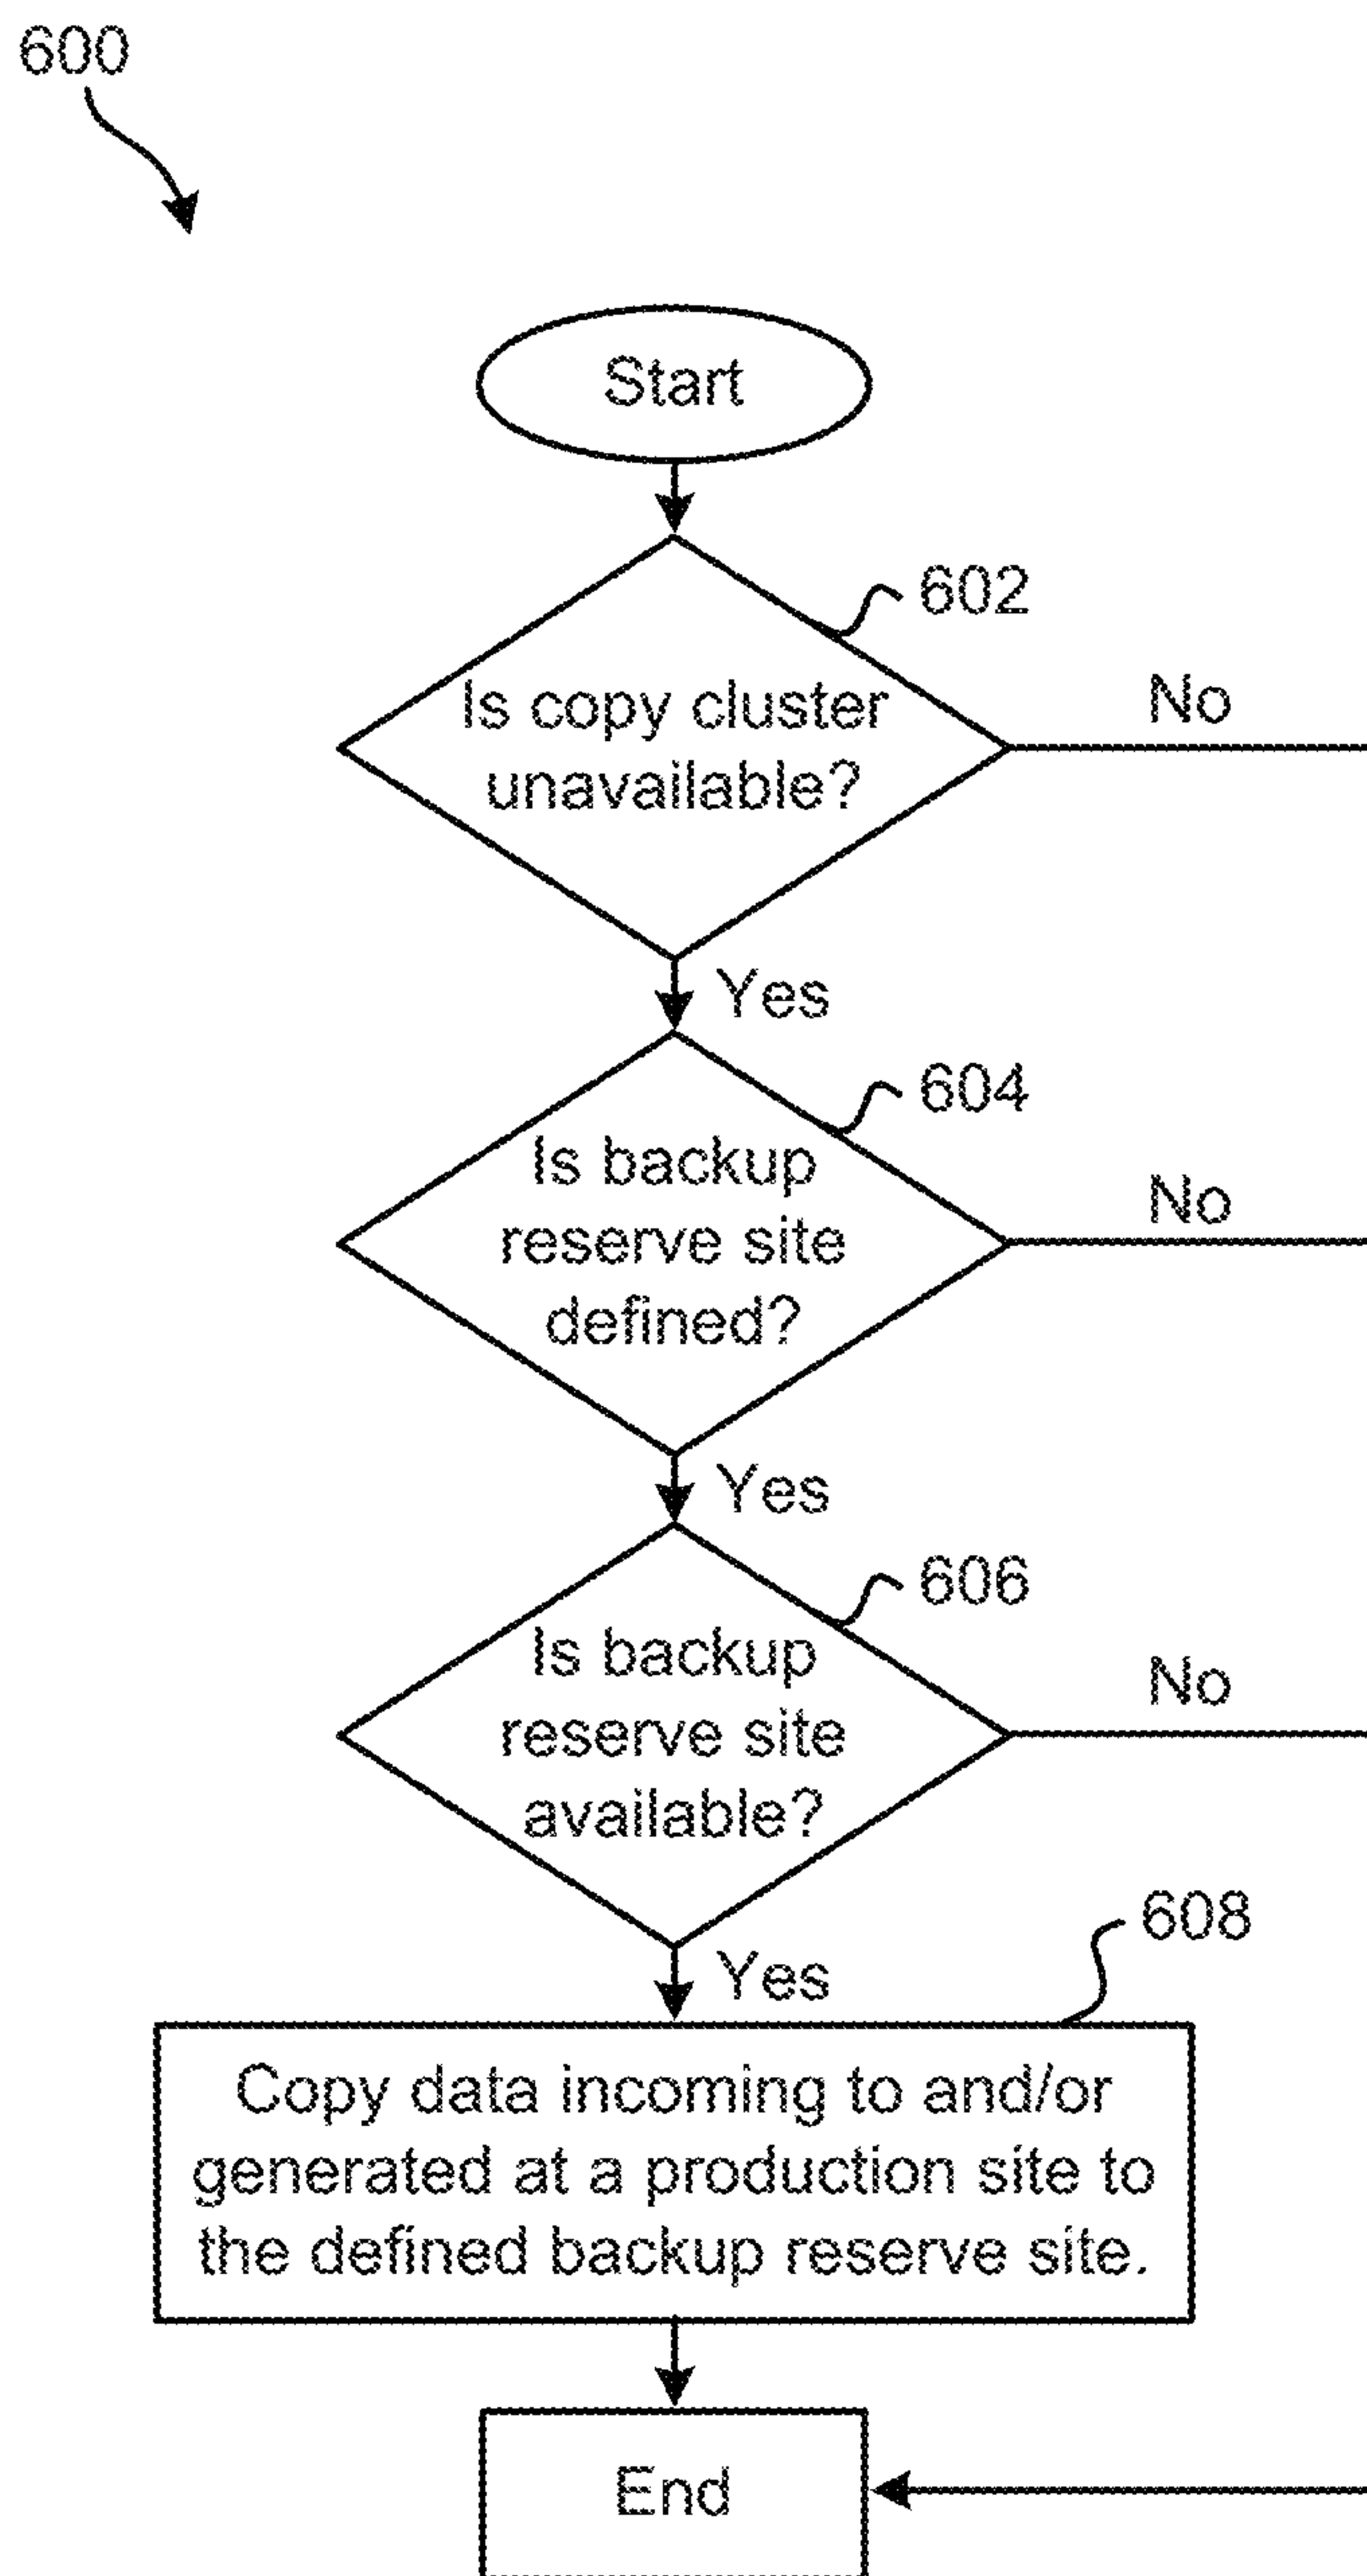 600
Start
602
Is copy cluster
unavailable?
No
Yes
604
Is backup
reserve site
defined?
No
Yes
606
Is backup
reserve site
available?
No
Yes
608
Copy data incoming to and/or
generated at a production site to
the defined backup reserve site.
End